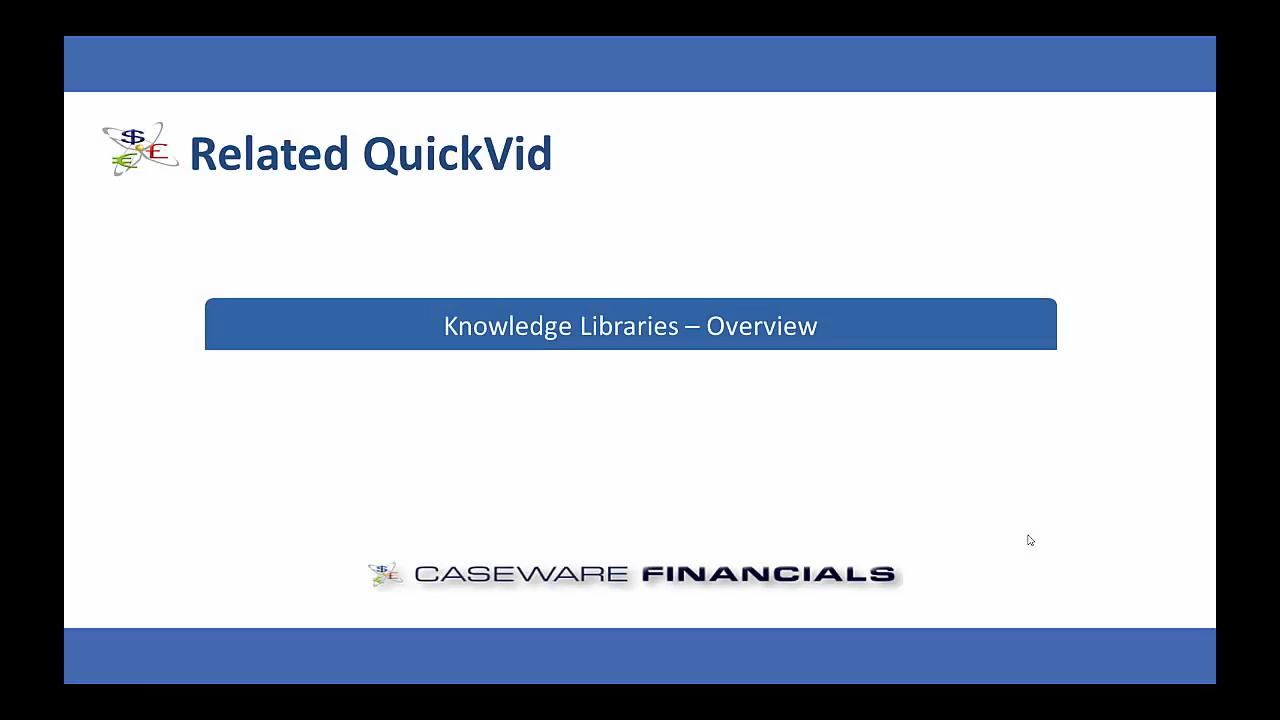 $
€ £
Related QuickVid
Knowledge Libraries – Overview
$
€ £
CASEWARE FINANCIALS